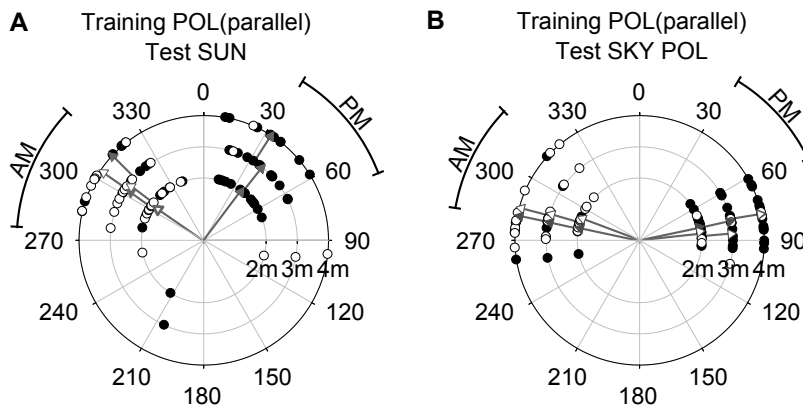 A
Training POL(parallel)
Test SUN
0
30
60
90
120
150
180
210
240
270
300
330
AM
PM
2m 3m 4m
B
Training POL(parallel)
Test SKY POL
0
30
60
90
120
150
180
210
240
270
300
330
AM
PM
2m 3m 4m